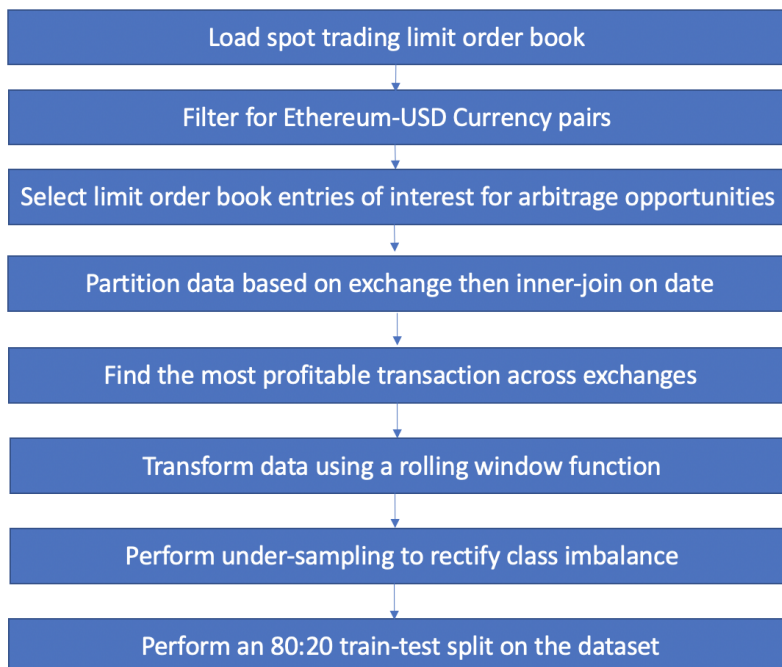 Load spot trading limit order book
Filter for Ethereum-USD Currency pairs
Select limit order book entries of interest for arbitrage opportunities
Partition data based on exchange then inner-join on date
Find the most profitable transaction across exchanges
Transform data using a rolling window function
Perform under-sampling to rectify class imbalance
Perform an 80:20 train-test split on the dataset